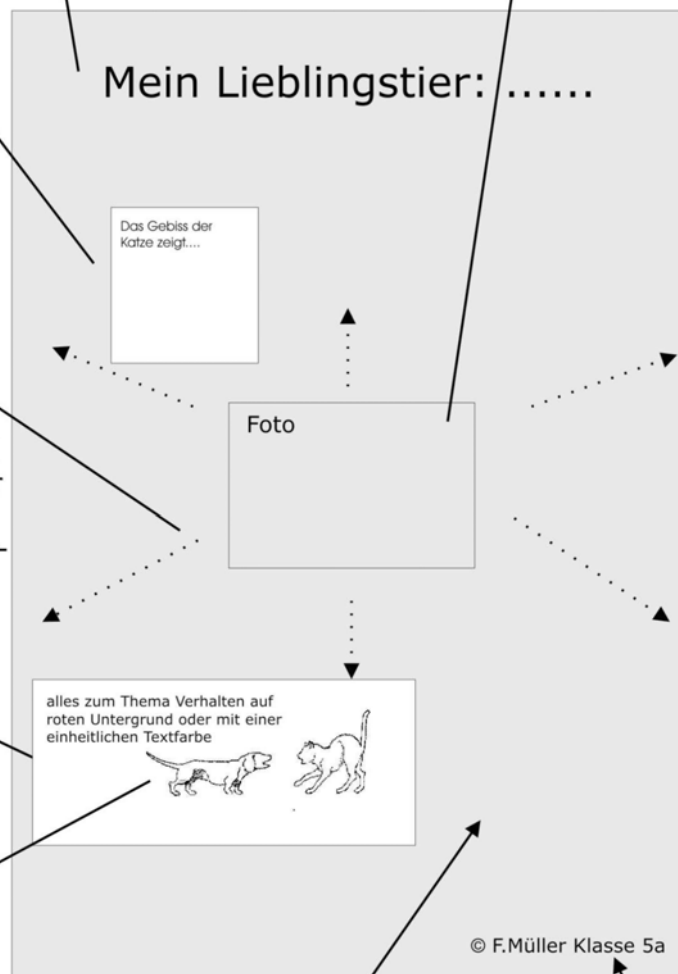 Mein Lieblingstier: ......
Das Gebiss der
Katze zeigt....
Foto
alles zum Thema Verhalten auf
roten Untergrund oder mit einer
einheitlichen Textfarbe
© F.Müller Klasse 5a